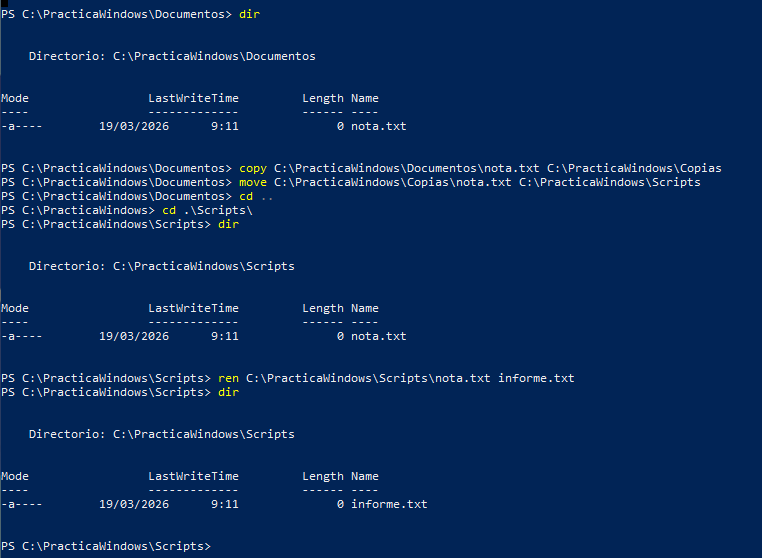 PS C:\PracticaWindows\Documentos> dir
Directorio: C:\PracticaWindows\Documentos
Mode                 LastWriteTime         Length Name
----                 -------------         ------ ----
-a----        19/03/2026      9:11              0 nota.txt
PS C:\PracticaWindows\Documentos> copy C:\PracticaWindows\Documentos\nota.txt C:\PracticaWindows\Copias
PS C:\PracticaWindows\Documentos> move C:\PracticaWindows\Copias\nota.txt C:\PracticaWindows\Scripts
PS C:\PracticaWindows\Documentos> cd ..
PS C:\PracticaWindows> cd .\Scripts\
PS C:\PracticaWindows\Scripts> dir
Directorio: C:\PracticaWindows\Scripts
Mode                 LastWriteTime         Length Name
----                 -------------         ------ ----
-a----        19/03/2026      9:11              0 nota.txt
PS C:\PracticaWindows\Scripts> ren C:\PracticaWindows\Scripts\nota.txt informe.txt
PS C:\PracticaWindows\Scripts> dir
Directorio: C:\PracticaWindows\Scripts
Mode                 LastWriteTime         Length Name
----                 -------------         ------ ----
-a----        19/03/2026      9:11              0 informe.txt
PS C:\PracticaWindows\Scripts>